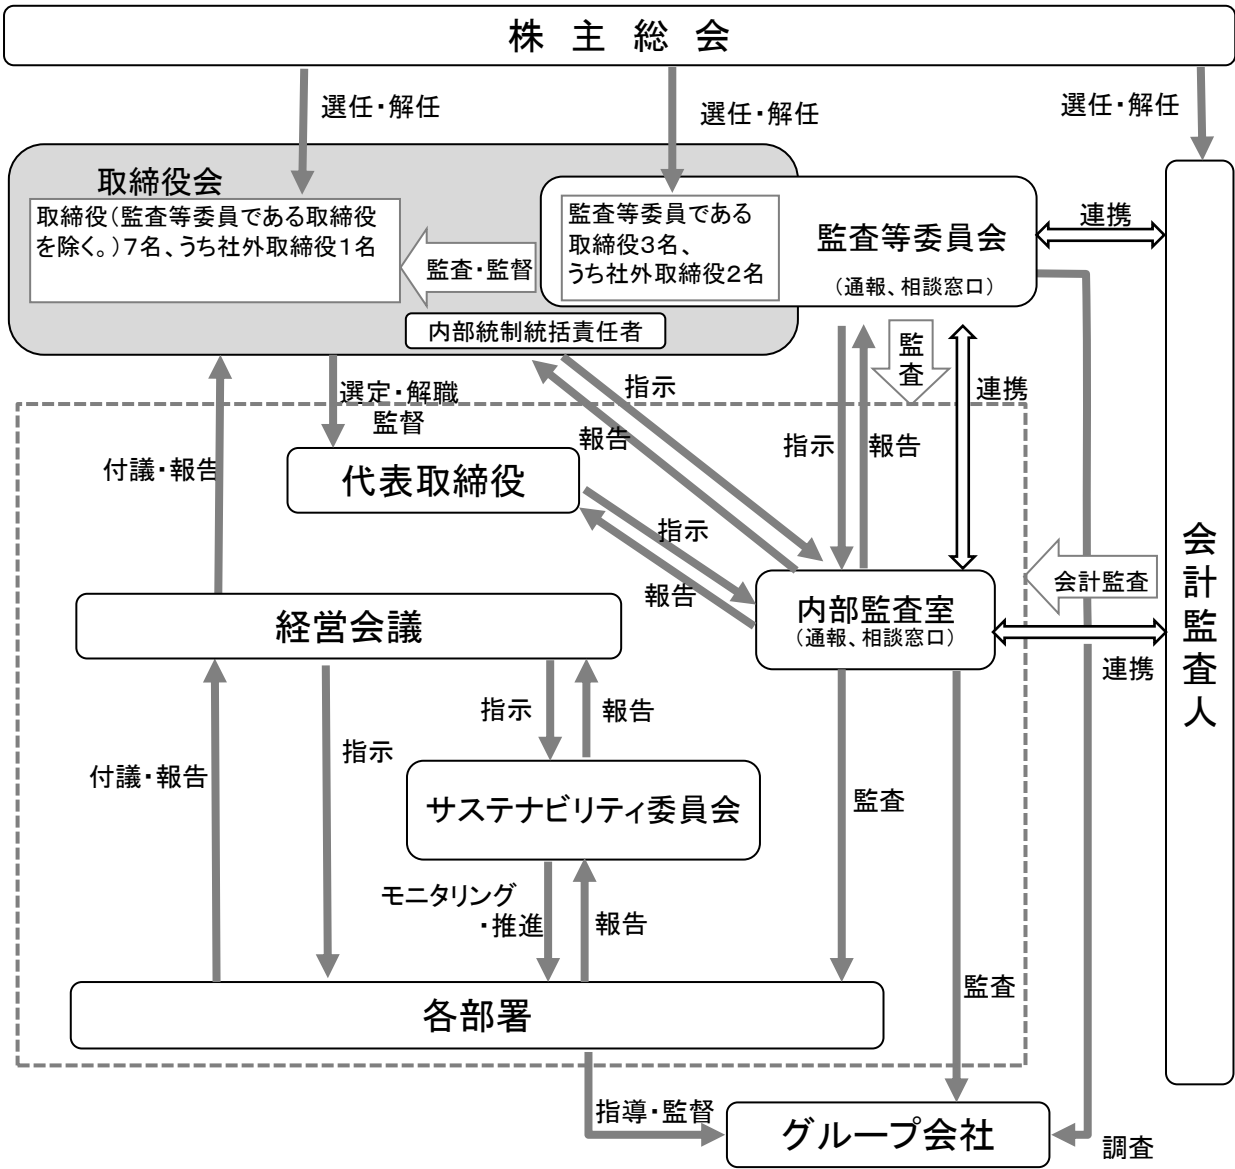 株 主 総 会
選任・解任
選任・解任
選任・解任
取締役会
取締役(監査等委員である取締役
を除く。)7名、うち社外取締役1名
監査・監督
監査等委員である
取締役3名、
うち社外取締役2名
監査等委員会
(通報、相談窓口)
連携
内部統制統括責任者
監
査
選定・解職
監督
指示
報告
連携
指示
報告
付議・報告
代表取締役
指示
報告
会計監査
会
計
監
査
人
内部監査室
(通報、相談窓口)
連携
経営会議
指示
報告
指示
付議・報告
サステナビリティ委員会
監査
モニタリング
・推進
報告
監査
各部署
指導・監督
グループ会社
調査